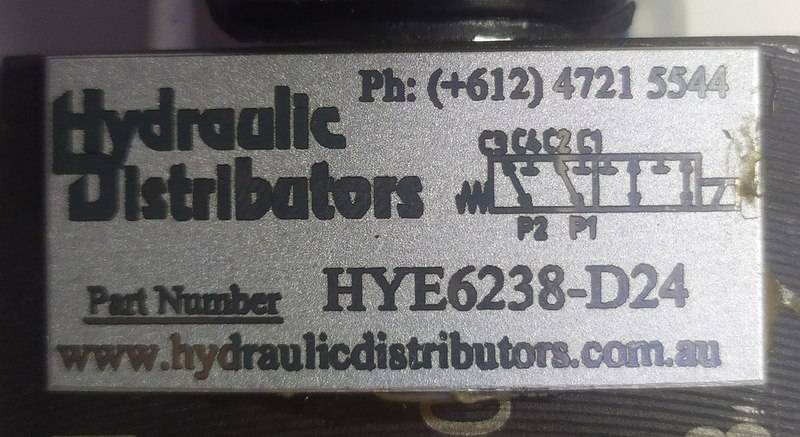 Ph: (+612) 4721 5544
Hydraulic
Distributors
C3 C4 C2 C1
P2 P1
Part Number HYE6238-D24
www.hydraulicdistributors.com.au